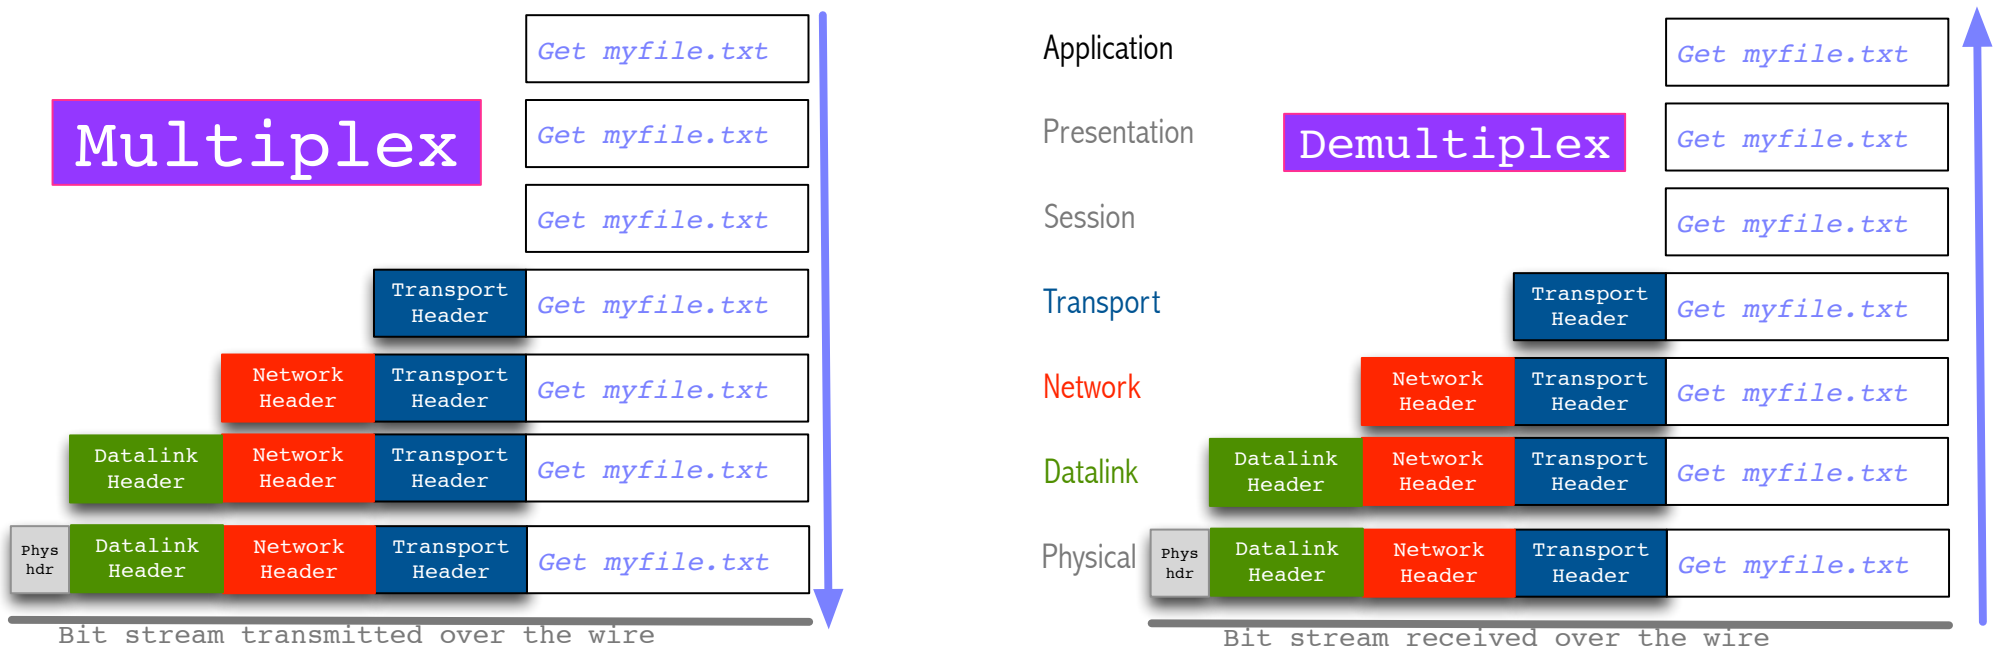 Get myfile.txt
Multiplex
Get myfile.txt
Get myfile.txt
Transport
Header
Get myfile.txt
Network
Header
Transport
Header
Get myfile.txt
Datalink
Header
Network
Header
Transport
Header
Get myfile.txt
Phys
hdr
Datalink
Header
Network
Header
Transport
Header
Get myfile.txt
Bit stream transmitted over the wire
Application
Get myfile.txt
Presentation
Demultiplex
Get myfile.txt
Session
Get myfile.txt
Transport
Transport
Header
Get myfile.txt
Network
Network
Header
Transport
Header
Get myfile.txt
Datalink
Datalink
Header
Network
Header
Transport
Header
Get myfile.txt
Physical
Phys
hdr
Datalink
Header
Network
Header
Transport
Header
Get myfile.txt
Bit stream received over the wire